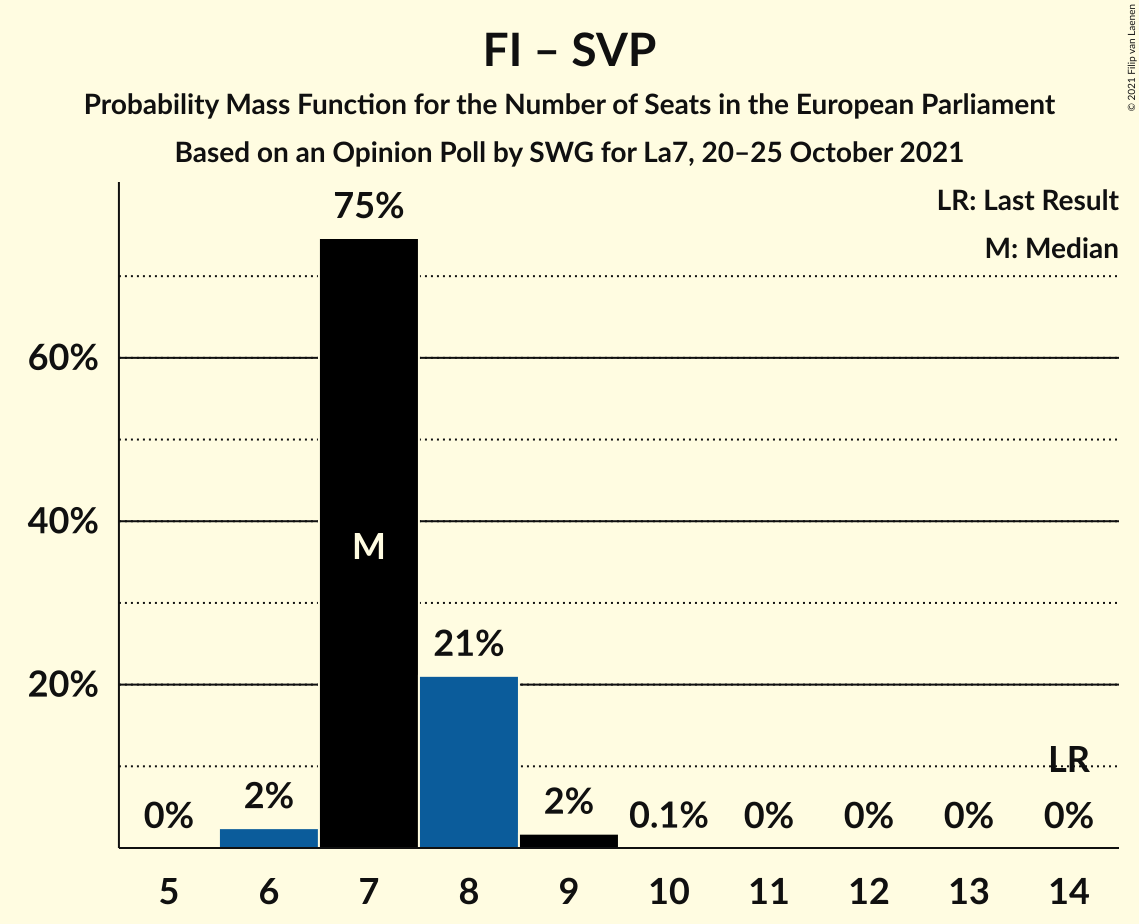 FI – SVP
Probability Mass Function for the Number of Seats in the European Parliament
Based on an Opinion Poll by SWG for La7, 20–25 October 2021
© 2021 Filip van Laenen
LR: Last Result
M: Median
60%
40%
20%
0%
2%
75%
M
21%
2%
0.1%
0%
0%
0%
LR
0%
5 6 7 8 9 10 11 12 13 14